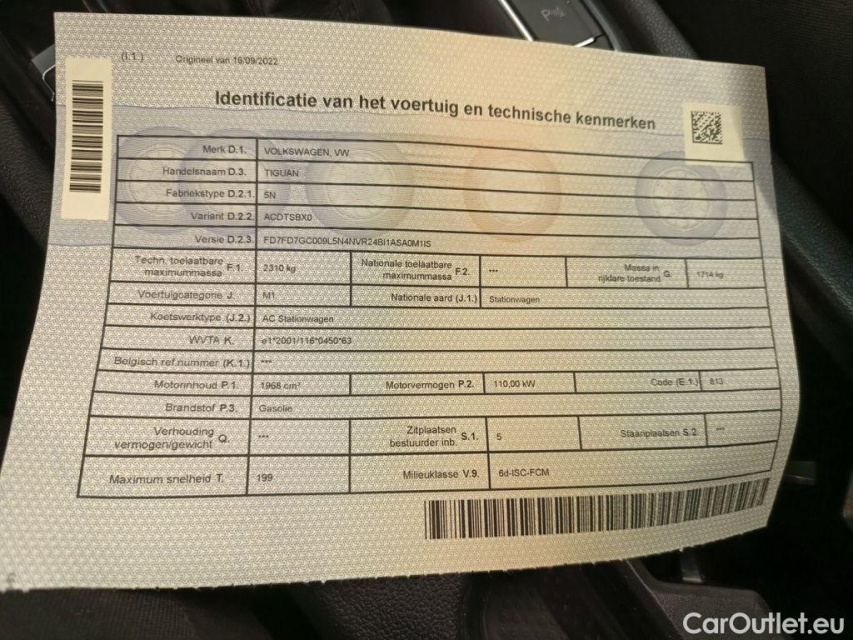 (I.1.) Origineel van 16/09/2022
Identificatie van het voertuig en technische kenmerken
Merk D.1. VOLKSWAGEN, VW
Handelsnaam D.3. TIGUAN
Fabriekstype D.2.1. 5N
Variant D.2.2. ACDTSBX0
Versie D.2.3. FD7FD7GC009L5N4NVR24BI1ASA0M1IS
Techn. toelaatbare maximummassa F.1. 2310 kg Nationale toelaatbare maximummassa F.2. --- Massa in rijklare toestand G. 1714 kg
Voertuigcategorie J. M1 Nationale aard (J.1.) Stationwagen
Koetswerktype (J.2.) AC Stationwagen
WVTA K. e1*2001/116*0450*63
Belgisch ref.nummer (K.1.) ---
Motorinhoud P.1. 1968 cm³ Motorvermogen P.2. 110,00 kW Code (E.1.) 813
Brandstof P.3. Gasolie
Verhouding vermogen/gewicht Q. --- Zitplaatsen bestuurder inb. S.1. 5 Staanplaatsen S.2. ---
Maximum snelheid T. 199 Milieuklasse V.9. 6d-ISC-FCM
CarOutlet.eu